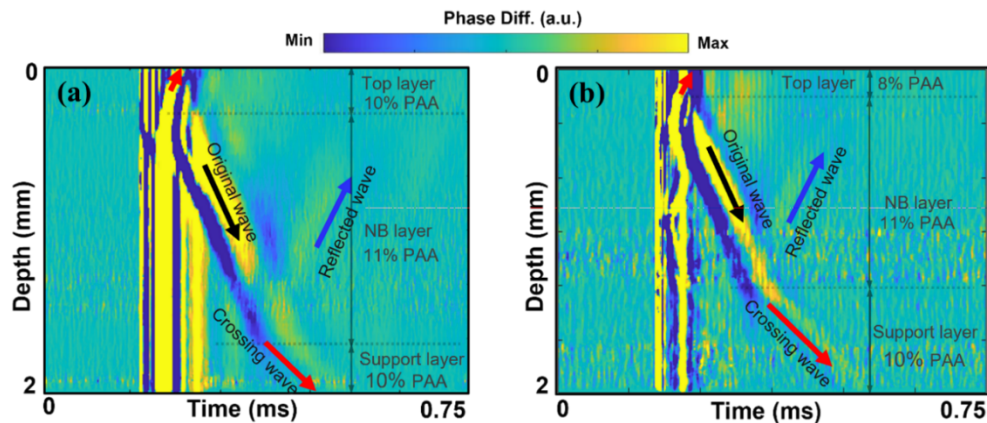 Phase Diff. (a.u.)
Min
Max
(a)
0
Depth (mm)
2
0
Time (ms)
0.75
Top layer
10% PAA
Original wave
Reflected wave
NB layer
11% PAA
Crossing wave
Support layer
10% PAA
(b)
0
Depth (mm)
2
0
Time (ms)
0.75
Top layer
8% PAA
Original wave
Reflected wave
NB layer
11% PAA
Crossing wave
Support layer
10% PAA